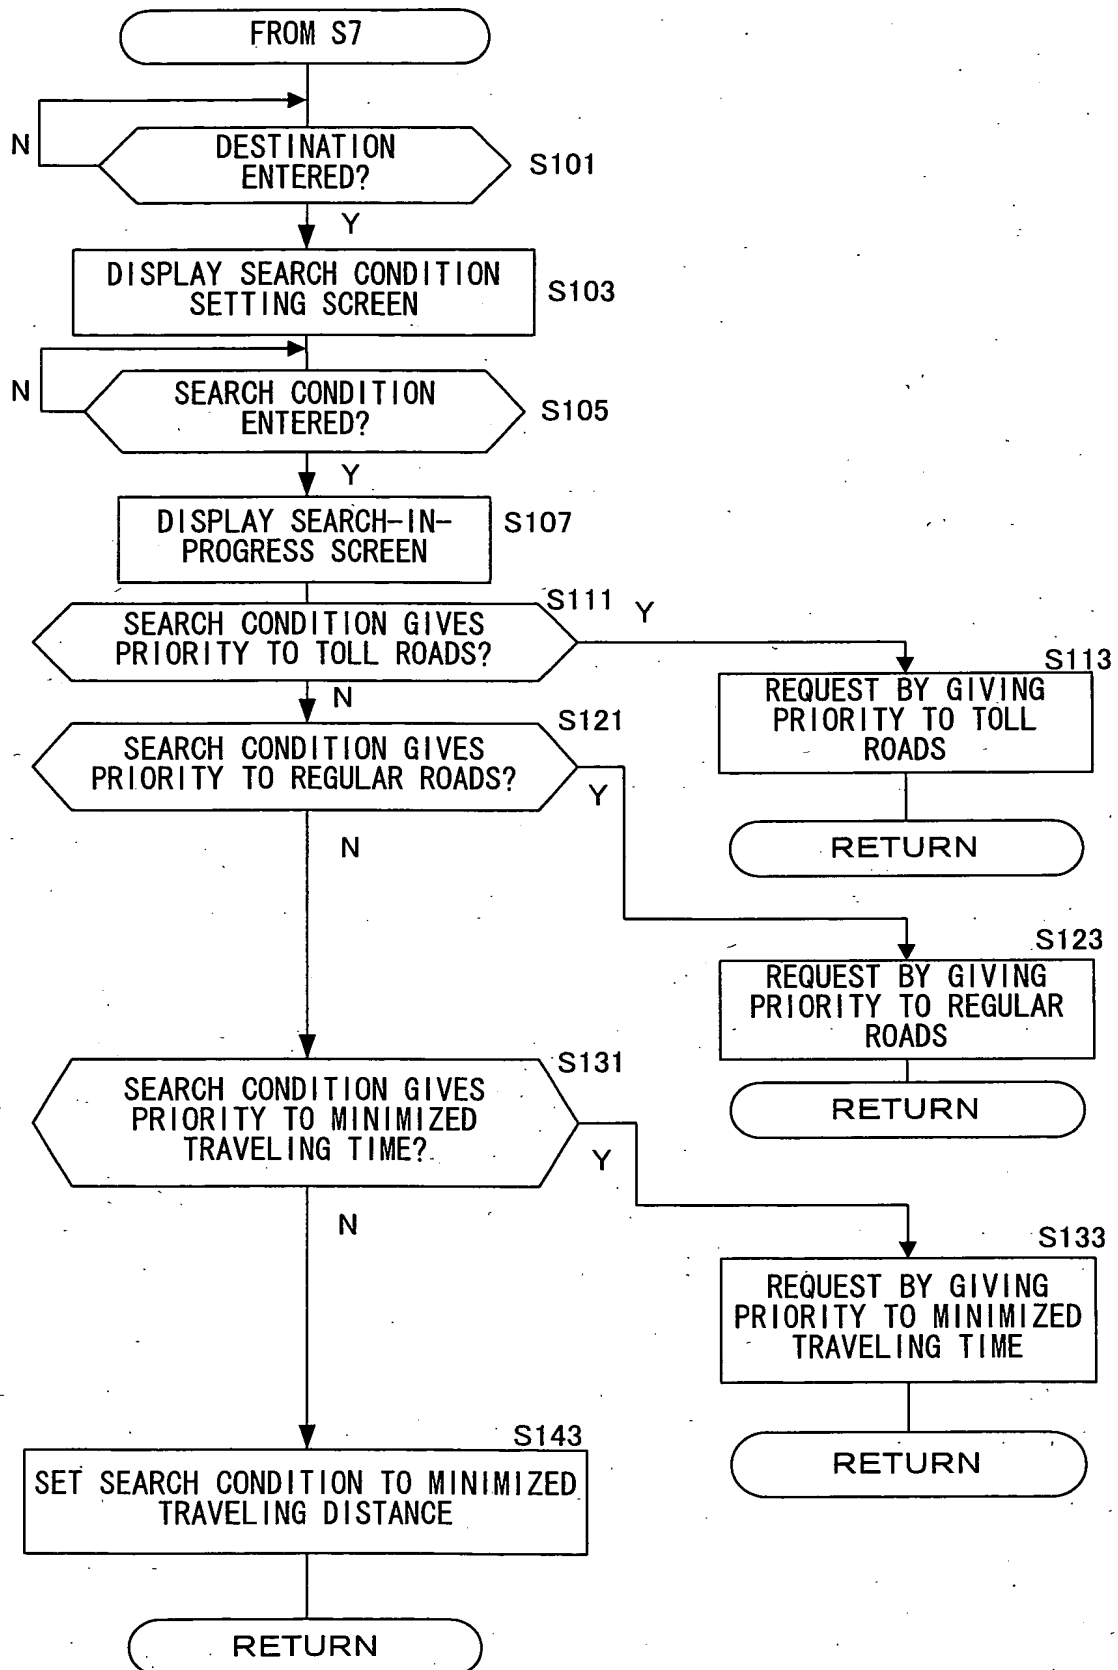 FROM S7
N
DESTINATION
ENTERED?
S101
Y
DISPLAY SEARCH CONDITION
SETTING SCREEN
S103
N
SEARCH CONDITION
ENTERED?
S105
Y
DISPLAY SEARCH-IN-
PROGRESS SCREEN
S107
S111
SEARCH CONDITION GIVES
PRIORITY TO TOLL ROADS?
Y
N
S113
REQUEST BY GIVING
PRIORITY TO TOLL
ROADS
RETURN
S121
SEARCH CONDITION GIVES
PRIORITY TO REGULAR ROADS?
Y
N
S123
REQUEST BY GIVING
PRIORITY TO REGULAR
ROADS
RETURN
S131
SEARCH CONDITION GIVES
PRIORITY TO MINIMIZED
TRAVELING TIME?
Y
N
S133
REQUEST BY GIVING
PRIORITY TO MINIMIZED
TRAVELING TIME
RETURN
S143
SET SEARCH CONDITION TO MINIMIZED
TRAVELING DISTANCE
RETURN